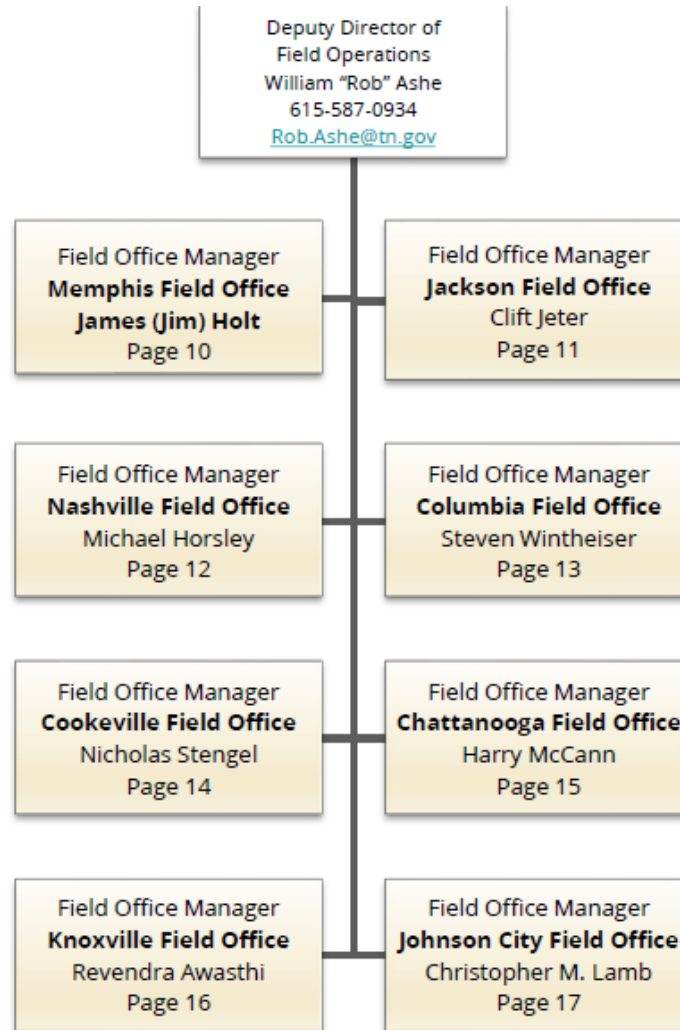 Deputy Director of
Field Operations
William “Rob” Ashe
615-587-0934
Rob.Ashe@tn.gov
Field Office Manager
Memphis Field Office
James (Jim) Holt
Page 10
Field Office Manager
Jackson Field Office
Clift Jeter
Page 11
Field Office Manager
Nashville Field Office
Michael Horsley
Page 12
Field Office Manager
Columbia Field Office
Steven Wintheiser
Page 13
Field Office Manager
Cookeville Field Office
Nicholas Stengel
Page 14
Field Office Manager
Chattanooga Field Office
Harry McCann
Page 15
Field Office Manager
Knoxville Field Office
Revendra Awasthi
Page 16
Field Office Manager
Johnson City Field Office
Christopher M. Lamb
Page 17